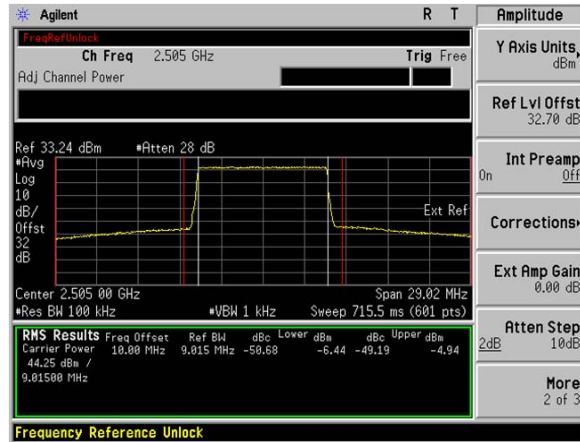 Agilent R T
FreqRefUnlock
Ch Freq 2.505 GHz Trig Free
Adj Channel Power
Ref 33.24 dBm #Atten 28 dB
#Avg
Log
10
dB/
Offst
32
dB
Ext Ref
Center 2.505 00 GHz Span 29.02 MHz
#Res BW 100 kHz #VBW 1 kHz Sweep 715.5 ms (601 pts)
RMS Results Freq Offset Ref BW dBc Lower dBm dBc Upper dBm
Carrier Power 10.00 MHz 9.015 MHz -50.68 -6.44 -49.19 -4.94
44.25 dBm /
9.01500 MHz
Frequency Reference Unlock
Amplitude
Y Axis Units
dBm
Ref Lvl Offst
32.70 dB
Int Preamp
On Off
Corrections
Ext Amp Gain
0.00 dB
Atten Step
2dB 10dB
More
2 of 3